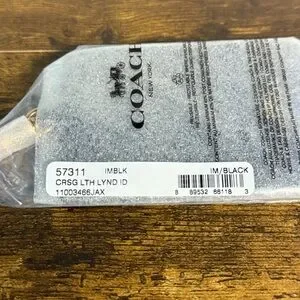 COACH
NEW YORK
57311 IMBLK IM/BLACK
CRSG LTH LYND ID
11003466JAX
8 89532 66118 3